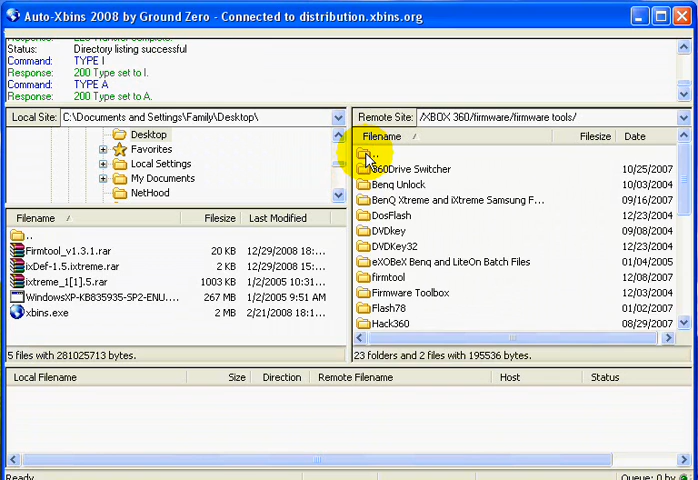 Auto-Xbins 2008 by Ground Zero - Connected to distribution.xbins.org
Status: Directory listing successful
Command: TYPE I
Response: 200 Type set to I.
Command: TYPE A
Response: 200 Type set to A.
Local Site: C:\Documents and Settings\Family\Desktop\
Desktop
Favorites
Local Settings
My Documents
NetHood
Filename / Filesize Last Modified
..
Firmtool_v1.3.1.rar 20 KB 12/29/2008 18:...
ixDef-1.5.ixtreme.rar 2 KB 12/29/2008 15:...
ixtreme_1[1].5.rar 1003 KB 1/2/2005 10:31...
WindowsXP-KB835935-SP2-ENU.... 267 MB 1/2/2005 9:51 AM
xbins.exe 2 MB 2/21/2008 18:1...
5 files with 281025713 bytes.
Remote Site: /XBOX 360/firmware/firmware tools/
Filename / Filesize Date
..
360Drive Switcher 10/25/2007
Benq Unlock 10/03/2004
BenQ Xtreme and iXtreme Samsung F... 09/16/2007
DosFlash 12/23/2004
DVDkey 09/08/2004
DVDKey32 12/23/2004
eXOBeX Benq and LiteOn Batch Files 01/04/2005
firmtool 12/08/2007
Firmware Toolbox 12/03/2004
Flash78 01/02/2007
Hack360 08/29/2007
23 folders and 2 files with 195536 bytes.
Local Filename Size Direction Remote Filename Host Status
Ready Queue: 0 by